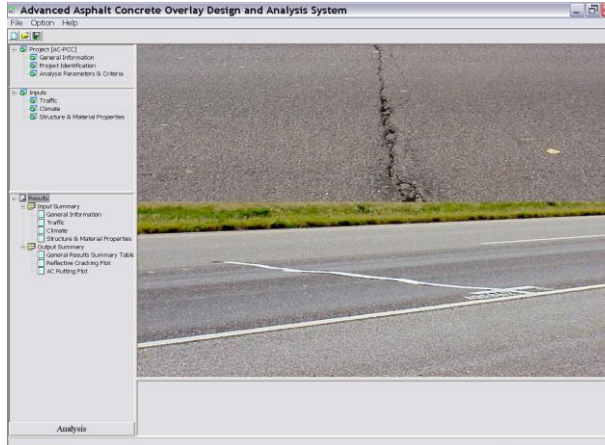 Advanced Asphalt Concrete Overlay Design and Analysis System
File Option Help
Project [AC-PCC]
General Information
Project Identification
Analysis Parameters & Criteria
Inputs
Traffic
Climate
Structure & Material Properties
Results
Input Summary
General Information
Traffic
Climate
Structure & Material Properties
Output Summary
General Results Summary Table
Reflective Cracking Plot
AC Rutting Plot
Analysis